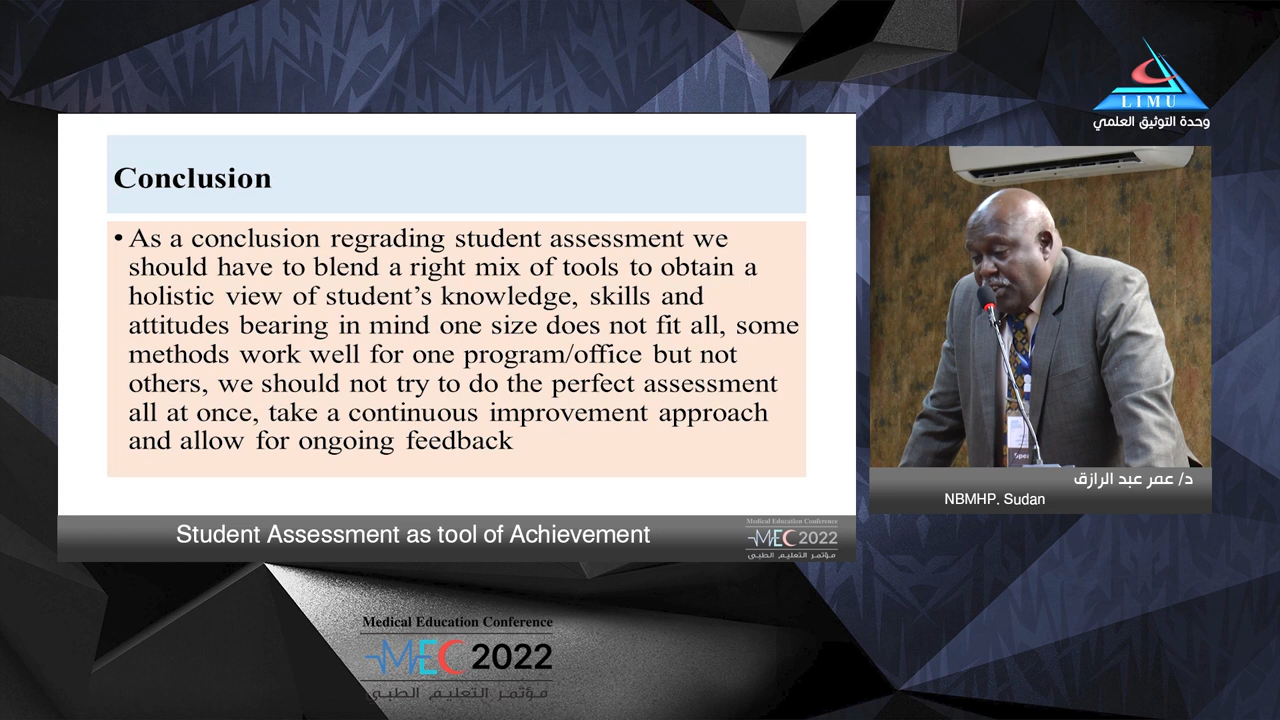 LIMU
وحدة التوثيق العلمي
Conclusion
• As a conclusion regrading student assessment we
should have to blend a right mix of tools to obtain a
holistic view of student’s knowledge, skills and
attitudes bearing in mind one size does not fit all, some
methods work well for one program/office but not
others, we should not try to do the perfect assessment
all at once, take a continuous improvement approach
and allow for ongoing feedback
Student Assessment as tool of Achievement
Medical Education Conference
MEC 2022
مؤتمر التعليم الطبي
د/ عمر عبد الرازق
NBMHP. Sudan
Medical Education Conference
MEC 2022
مؤتمر التعليم الطبي